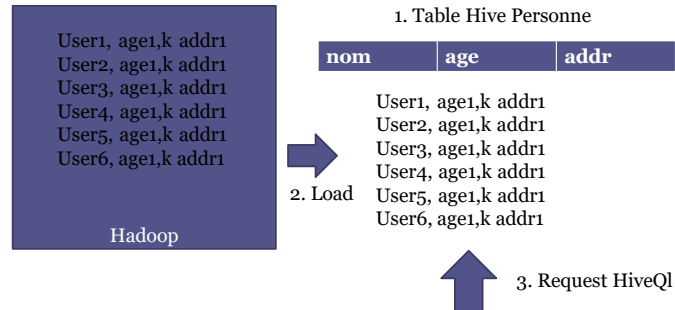 User1, age1,k addr1
User2, age1,k addr1
User3, age1,k addr1
User4, age1,k addr1
User5, age1,k addr1
User6, age1,k addr1
Hadoop
2. Load
1. Table Hive Personne
nom age addr
User1, age1,k addr1
User2, age1,k addr1
User3, age1,k addr1
User4, age1,k addr1
User5, age1,k addr1
User6, age1,k addr1
3. Request HiveQl